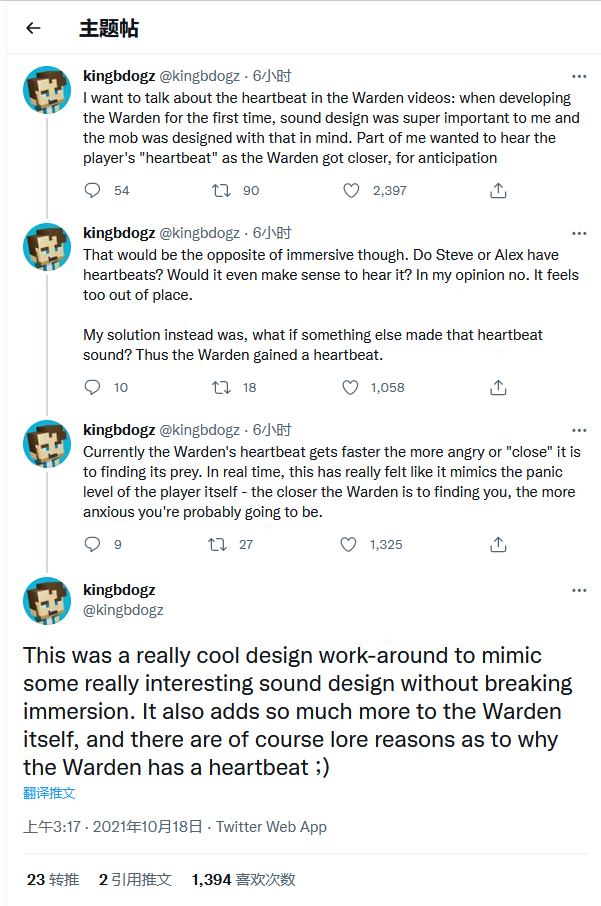 主题帖
kingbdogz @kingbdogz · 6小时
I want to talk about the heartbeat in the Warden videos: when developing
the Warden for the first time, sound design was super important to me and
the mob was designed with that in mind. Part of me wanted to hear the
player's "heartbeat" as the Warden got closer, for anticipation
54 90 2,397
kingbdogz @kingbdogz · 6小时
That would be the opposite of immersive though. Do Steve or Alex have
heartbeats? Would it even make sense to hear it? In my opinion no. It feels
too out of place.
My solution instead was, what if something else made that heartbeat
sound? Thus the Warden gained a heartbeat.
10 18 1,058
kingbdogz @kingbdogz · 6小时
Currently the Warden's heartbeat gets faster the more angry or "close" it is
to finding its prey. In real time, this has really felt like it mimics the panic
level of the player itself - the closer the Warden is to finding you, the more
anxious you're probably going to be.
9 27 1,325
kingbdogz
@kingbdogz
This was a really cool design work-around to mimic
some really interesting sound design without breaking
immersion. It also adds so much more to the Warden
itself, and there are of course lore reasons as to why
the Warden has a heartbeat ;)
翻译推文
上午3:17 · 2021年10月18日 · Twitter Web App
23 转推 2 引用推文 1,394 喜欢次数